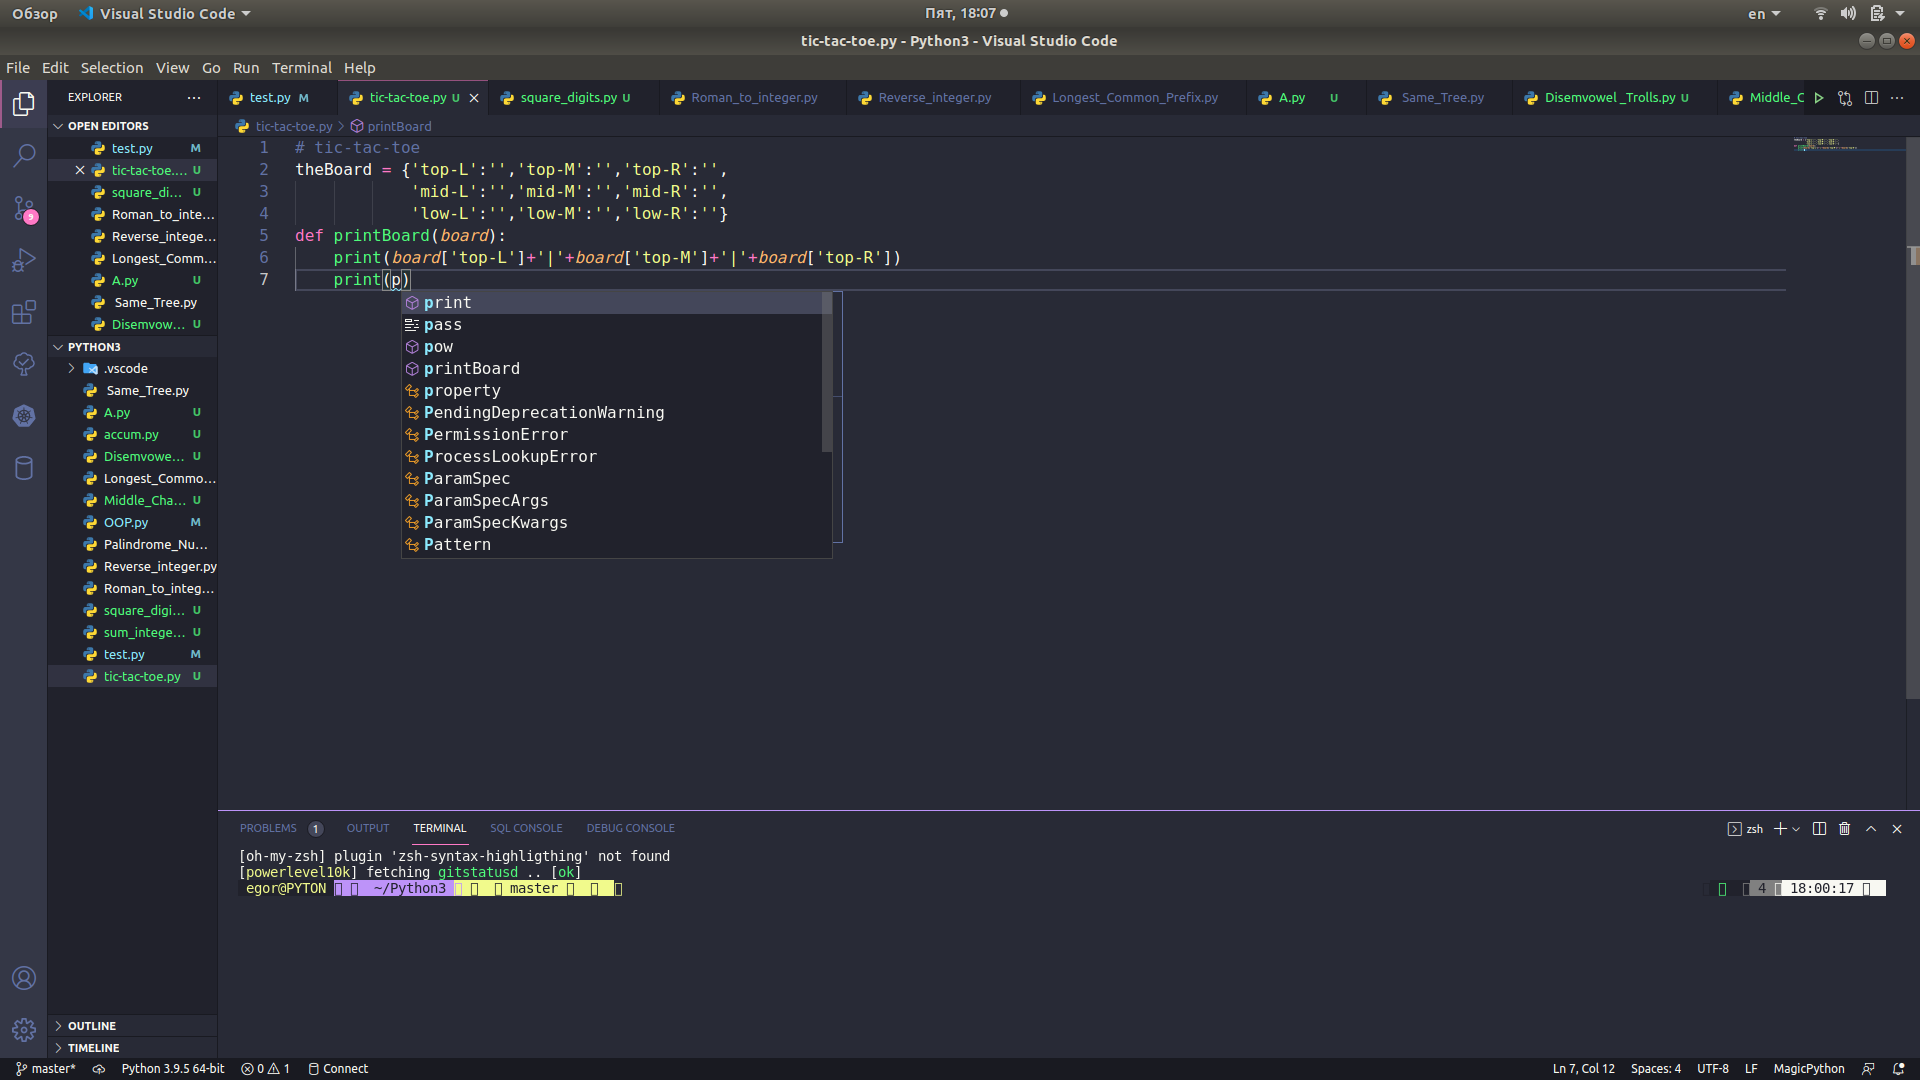 Обзор Visual Studio Code Пят, 18:07 en
tic-tac-toe.py - Python3 - Visual Studio Code
File Edit Selection View Go Run Terminal Help
EXPLORER
test.py M tic-tac-toe.py U square_digits.py U Roman_to_integer.py Reverse_integer.py Longest_Common_Prefix.py A.py U Same_Tree.py Disemvowel _Trolls.py U Middle_C
OPEN EDITORS
test.py M
tic-tac-toe.... U
square_di... U
Roman_to_inte...
Reverse_intege...
Longest_Comm...
A.py U
Same_Tree.py
Disemvow... U
PYTHON3
.vscode
Same_Tree.py
A.py U
accum.py U
Disemvowe... U
Longest_Commo...
Middle_Cha... U
OOP.py M
Palindrome_Nu...
Reverse_integer.py
Roman_to_integ...
square_digi... U
sum_intege... U
test.py M
tic-tac-toe.py U
OUTLINE
TIMELINE
9
tic-tac-toe.py > printBoard
1 # tic-tac-toe
2 theBoard = {'top-L':'','top-M':'','top-R':'',
3 'mid-L':'','mid-M':'','mid-R':'',
4 'low-L':'','low-M':'','low-R':''}
5 def printBoard(board):
6 print(board['top-L']+'|'+board['top-M']+'|'+board['top-R'])
7 print(p)
print
pass
pow
printBoard
property
PendingDeprecationWarning
PermissionError
ProcessLookupError
ParamSpec
ParamSpecArgs
ParamSpecKwargs
Pattern
PROBLEMS 1 OUTPUT TERMINAL SQL CONSOLE DEBUG CONSOLE zsh
[oh-my-zsh] plugin 'zsh-syntax-highligthing' not found
[powerlevel10k] fetching gitstatusd .. [ok]
egor@PYTON ~/Python3 master 4 18:00:17
master* Python 3.9.5 64-bit 0 1 Connect Ln 7, Col 12 Spaces: 4 UTF-8 LF MagicPython